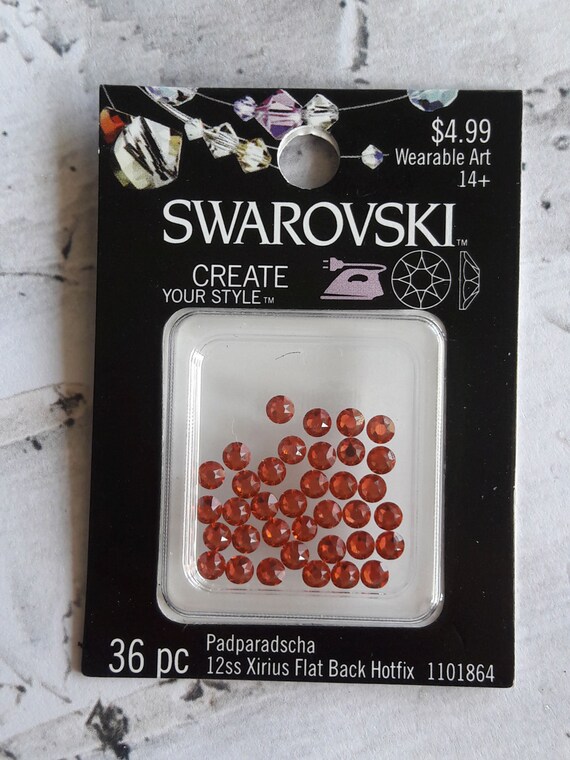 $4.99
Wearable Art
14+
SWAROVSKI™
CREATE
YOUR STYLE™
36 pc
Padparadscha
12ss Xirius Flat Back Hotfix 1101864